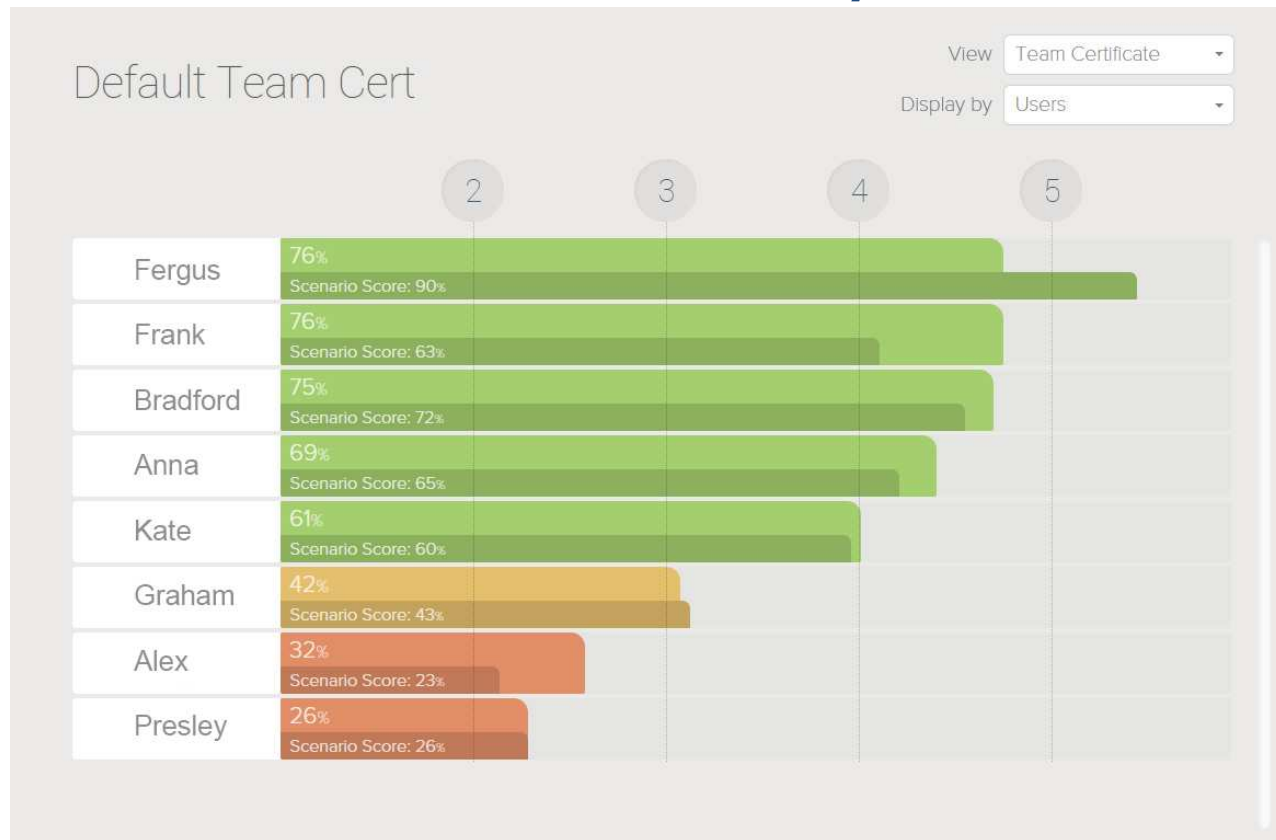 View Team Certificate
Default Team Cert
Display by Users
2 3 4 5
Fergus
76%
Scenario Score: 90%
Frank
76%
Scenario Score: 63%
Bradford
75%
Scenario Score: 72%
Anna
69%
Scenario Score: 65%
Kate
61%
Scenario Score: 60%
Graham
42%
Scenario Score: 43%
Alex
32%
Scenario Score: 23%
Presley
26%
Scenario Score: 26%